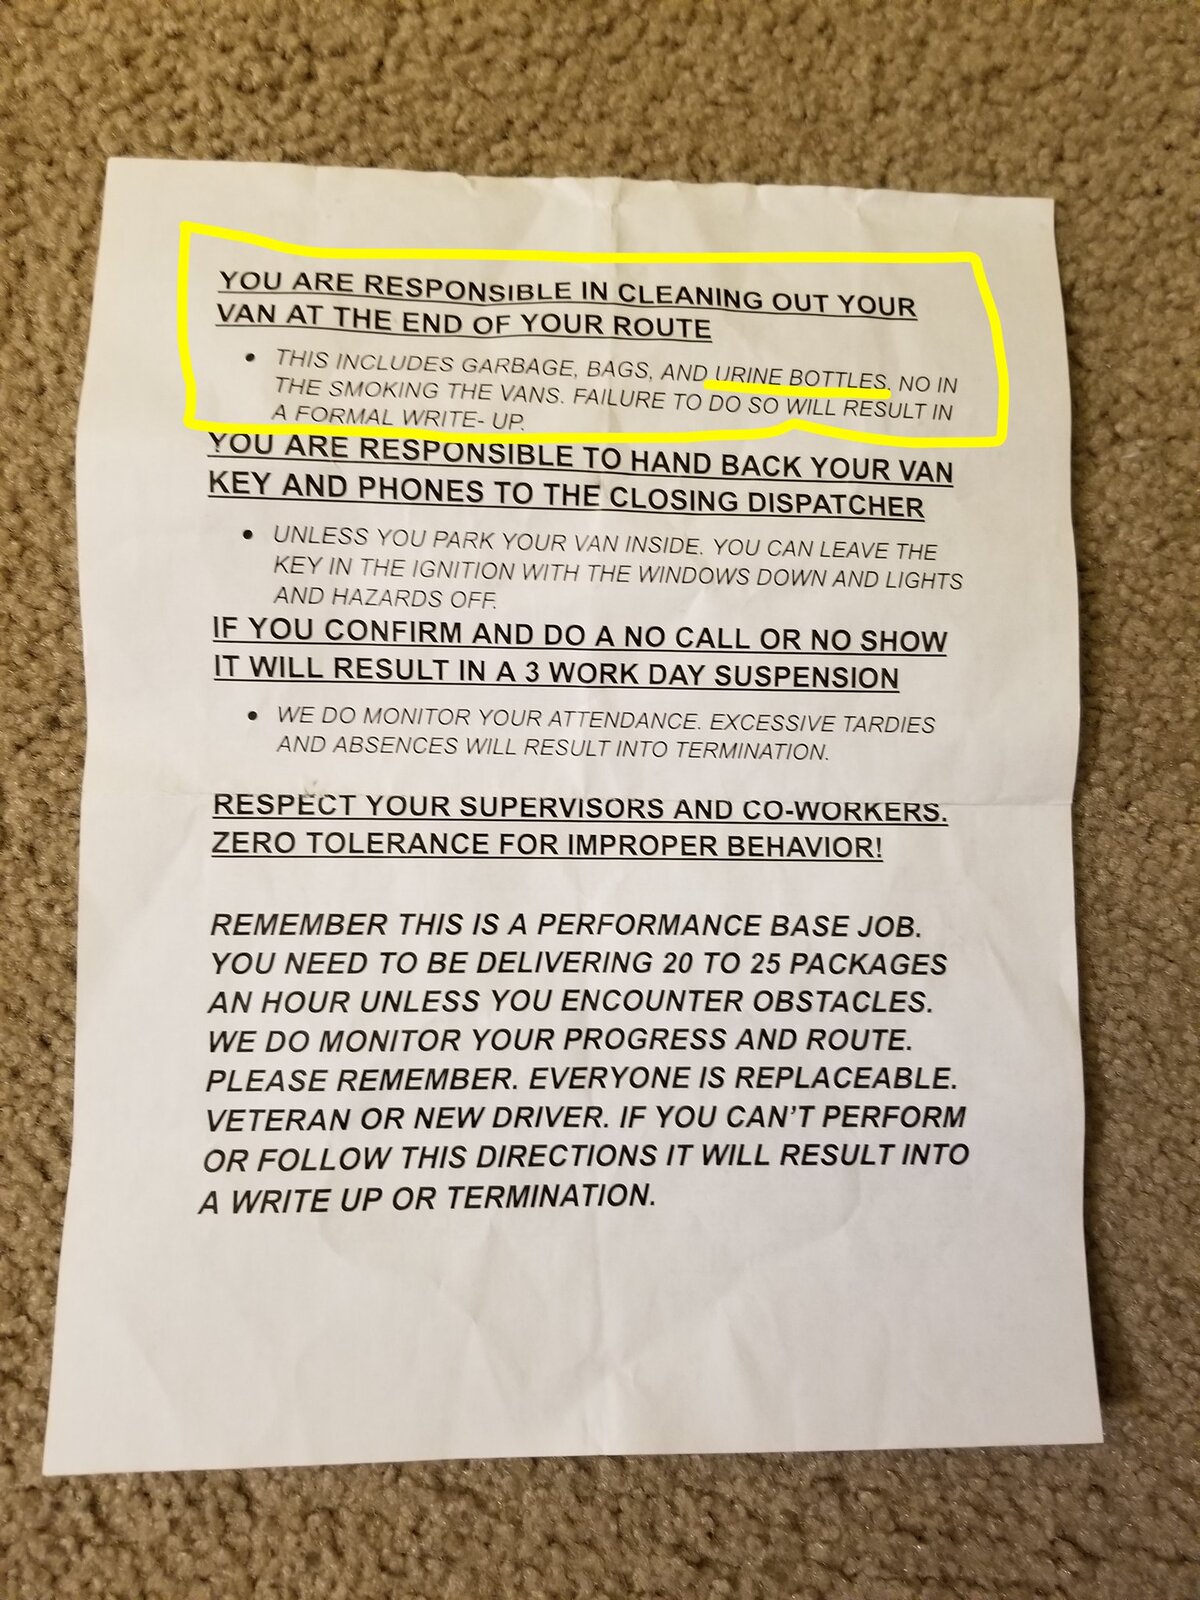 YOU ARE RESPONSIBLE IN CLEANING OUT YOUR
VAN AT THE END OF YOUR ROUTE
• THIS INCLUDES GARBAGE, BAGS, AND URINE BOTTLES. NO IN
THE SMOKING THE VANS. FAILURE TO DO SO WILL RESULT IN
A FORMAL WRITE- UP.
YOU ARE RESPONSIBLE TO HAND BACK YOUR VAN
KEY AND PHONES TO THE CLOSING DISPATCHER
• UNLESS YOU PARK YOUR VAN INSIDE. YOU CAN LEAVE THE
KEY IN THE IGNITION WITH THE WINDOWS DOWN AND LIGHTS
AND HAZARDS OFF.
IF YOU CONFIRM AND DO A NO CALL OR NO SHOW
IT WILL RESULT IN A 3 WORK DAY SUSPENSION
• WE DO MONITOR YOUR ATTENDANCE. EXCESSIVE TARDIES
AND ABSENCES WILL RESULT INTO TERMINATION.
RESPECT YOUR SUPERVISORS AND CO-WORKERS.
ZERO TOLERANCE FOR IMPROPER BEHAVIOR!
REMEMBER THIS IS A PERFORMANCE BASE JOB.
YOU NEED TO BE DELIVERING 20 TO 25 PACKAGES
AN HOUR UNLESS YOU ENCOUNTER OBSTACLES.
WE DO MONITOR YOUR PROGRESS AND ROUTE.
PLEASE REMEMBER. EVERYONE IS REPLACEABLE.
VETERAN OR NEW DRIVER. IF YOU CAN'T PERFORM
OR FOLLOW THIS DIRECTIONS IT WILL RESULT INTO
A WRITE UP OR TERMINATION.